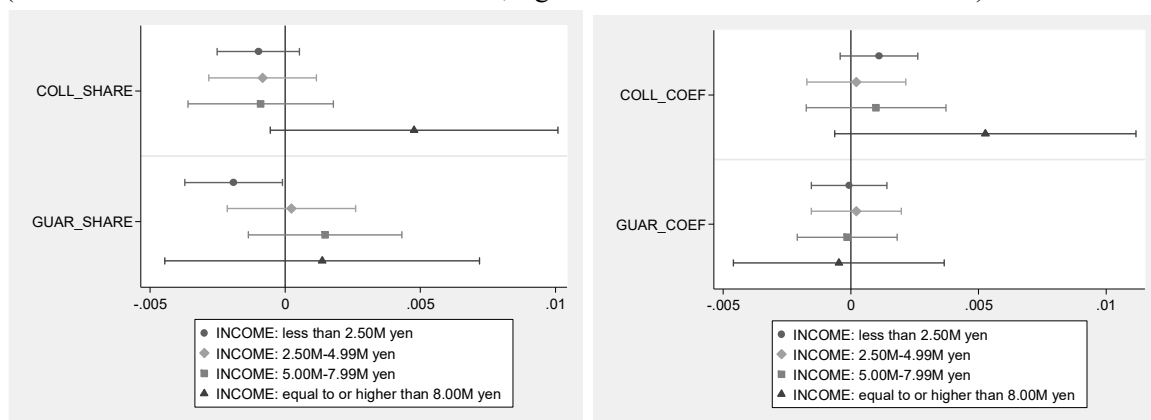 COLL_SHARE
GUAR_SHARE
-.005 0 .005 .01
INCOME: less than 2.50M yen
INCOME: 2.50M-4.99M yen
INCOME: 5.00M-7.99M yen
INCOME: equal to or higher than 8.00M yen
COLL_COEF
GUAR_COEF
-.005 0 .005 .01
INCOME: less than 2.50M yen
INCOME: 2.50M-4.99M yen
INCOME: 5.00M-7.99M yen
INCOME: equal to or higher than 8.00M yen